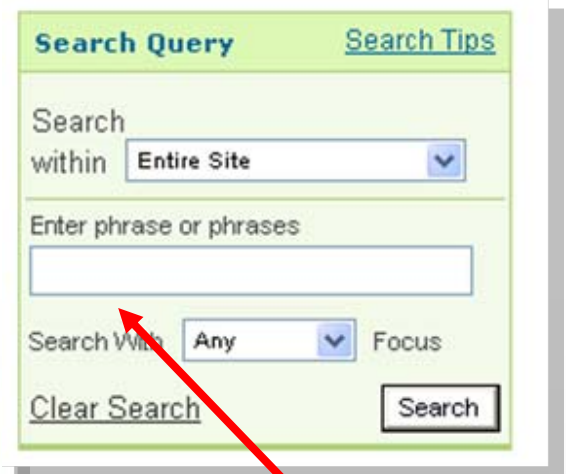 Search Query Search Tips
Search
within Entire Site
Enter phrase or phrases
Search With Any Focus
Clear Search Search